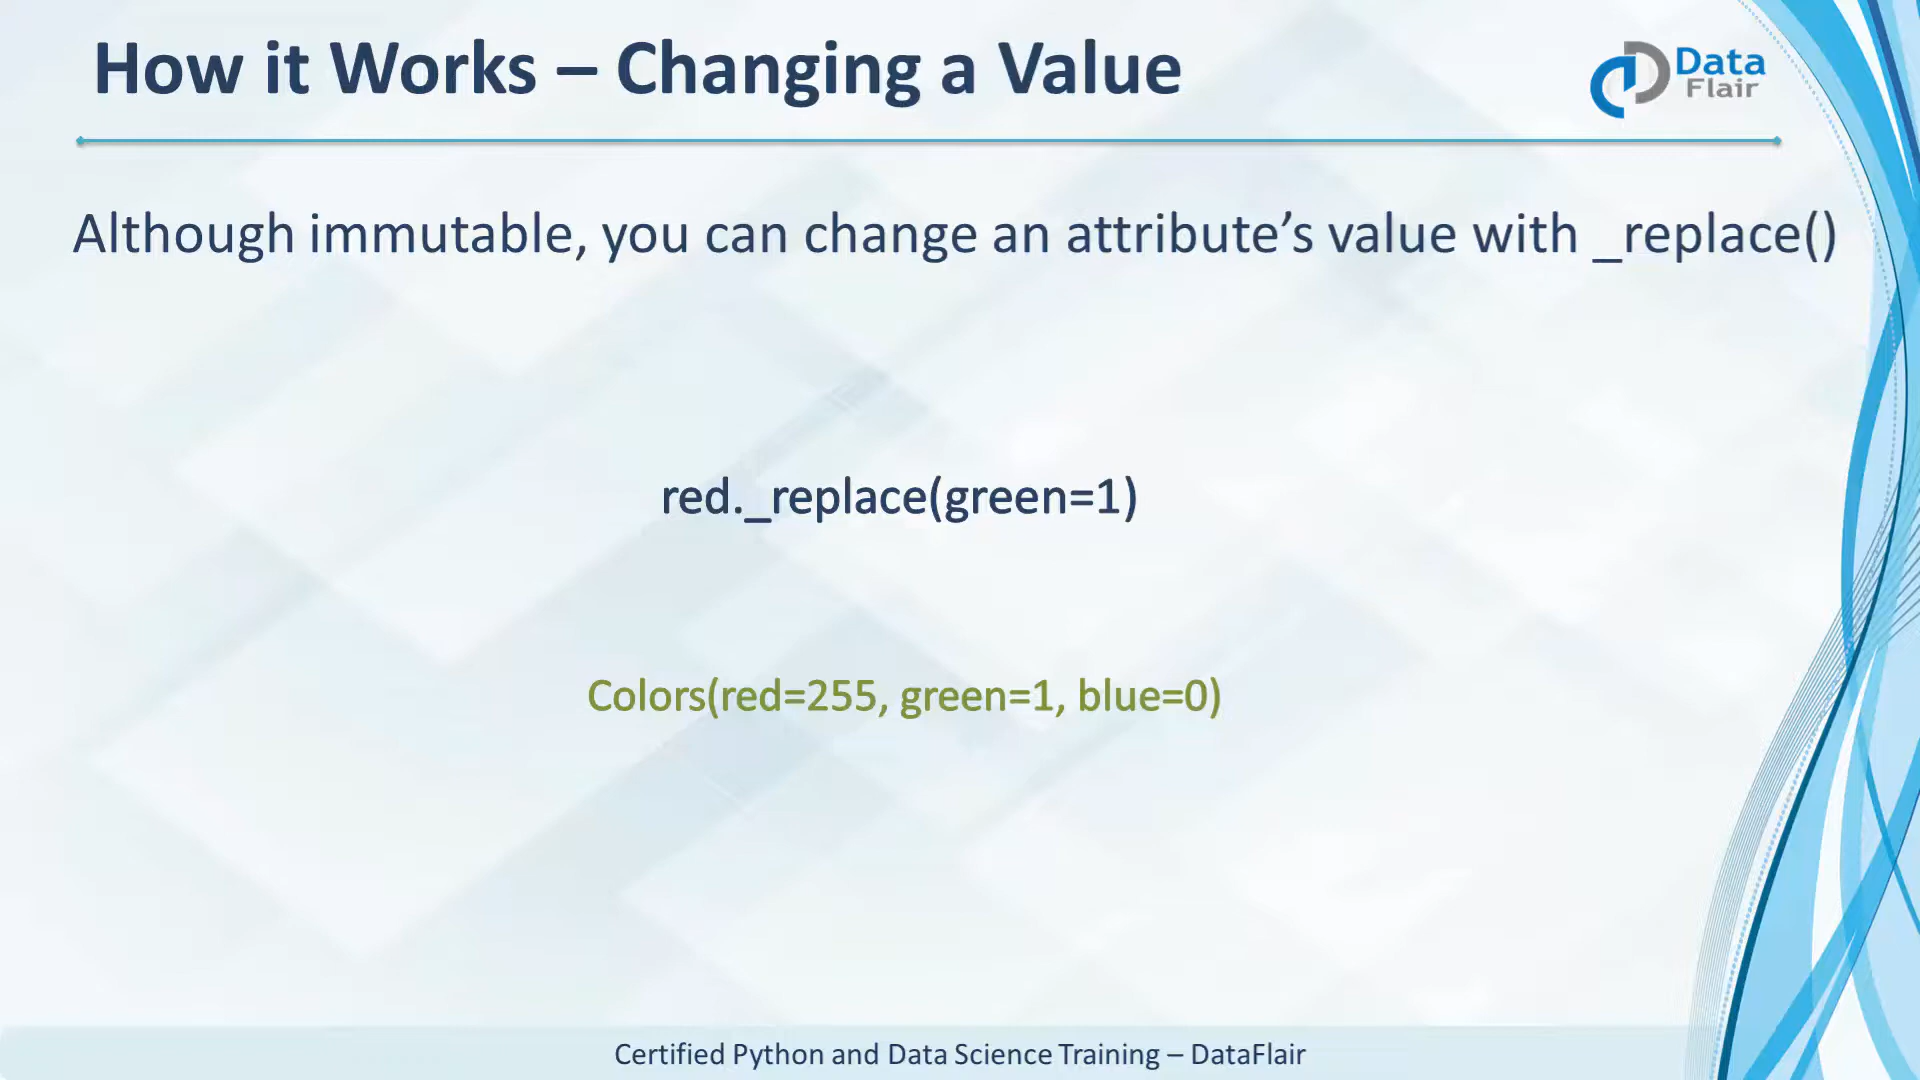 How it Works – Changing a Value
Data
Flair
Although immutable, you can change an attribute’s value with _replace()
red._replace(green=1)
Colors(red=255, green=1, blue=0)
Certified Python and Data Science Training – DataFlair